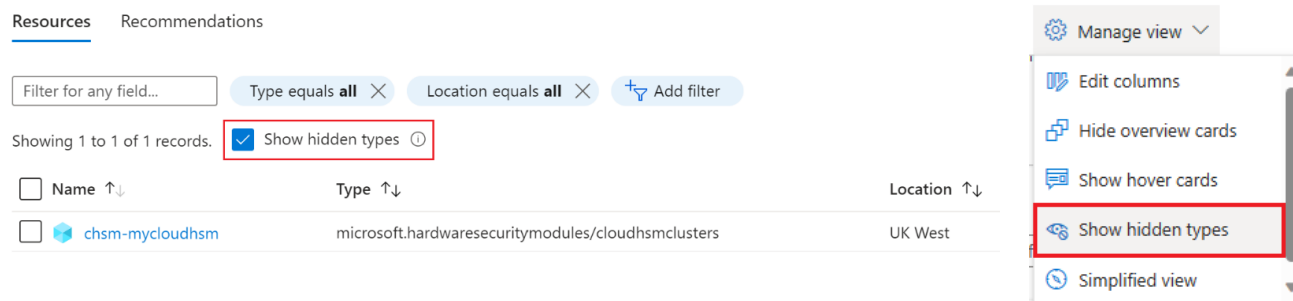 Resources Recommendations
Filter for any field...
Type equals all
Location equals all
Add filter
Showing 1 to 1 of 1 records.
Show hidden types
Name Type Location
chsm-mycloudhsm microsoft.hardwaresecuritymodules/cloudhsmclusters UK West
Manage view
Edit columns
Hide overview cards
Show hover cards
Show hidden types
Simplified view